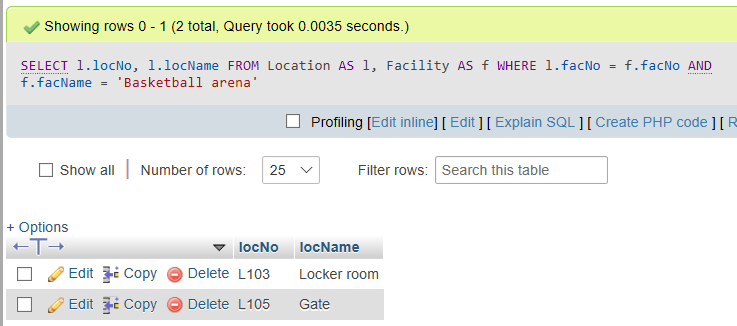 Showing rows 0 - 1 (2 total, Query took 0.0035 seconds.)
SELECT l.locNo, l.locName FROM Location AS l, Facility AS f WHERE l.facNo = f.facNo AND
f.facName = 'Basketball arena'
Profiling [Edit inline] [ Edit ] [ Explain SQL ] [ Create PHP code ] [ R
Show all Number of rows: 25 Filter rows: Search this table
+ Options
←T→ locNo locName
Edit Copy Delete L103 Locker room
Edit Copy Delete L105 Gate